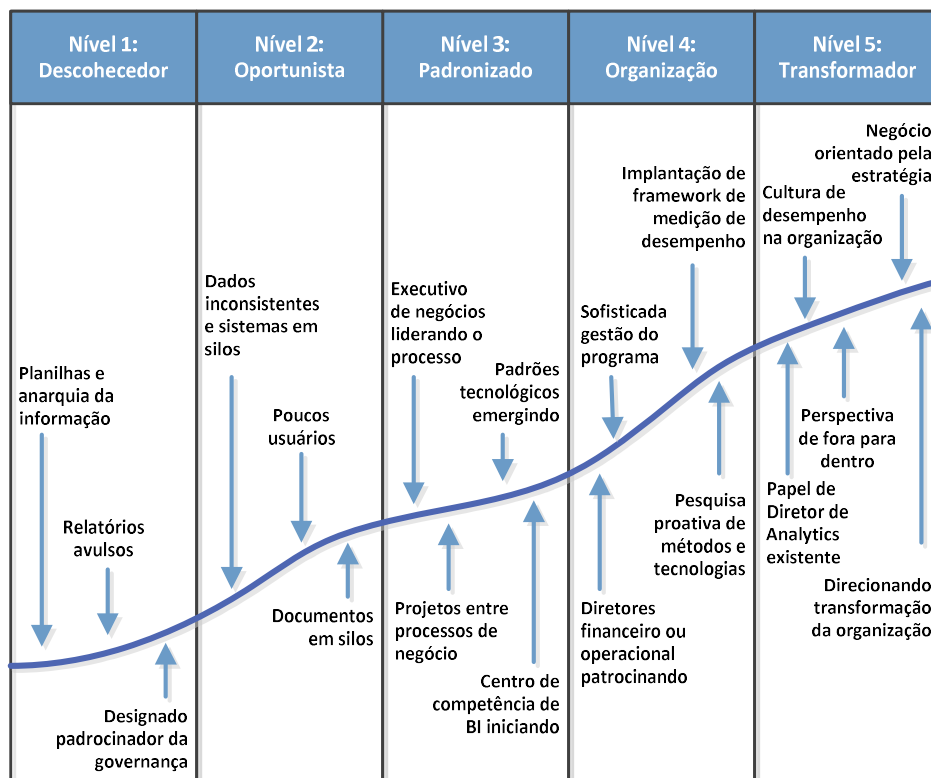 Nível 1:
Descohecedor
Nível 2:
Oportunista
Nível 3:
Padronizado
Nível 4:
Organização
Nível 5:
Transformador
Planilhas e
anarquia da
informação
Relatórios
avulsos
Designado
padrocinador da
governança
Dados
inconsistentes
e sistemas em
silos
Poucos
usuários
Documentos
em silos
Executivo
de negócios
liderando o
processo
Padrões
tecnológicos
emergindo
Projetos entre
processos de
negócio
Centro de
competência de
BI iniciando
Implantação de
framework de
medição de
desempenho
Sofisticada
gestão do
programa
Pesquisa
proativa de
métodos e
tecnologias
Diretores
financeiro ou
operacional
patrocinando
Negócio
orientado pela
estratégia
Cultura de
desempenho
na organização
Perspectiva
de fora para
dentro
Papel de
Diretor de
Analytics
existente
Direcionando
transformação
da organização